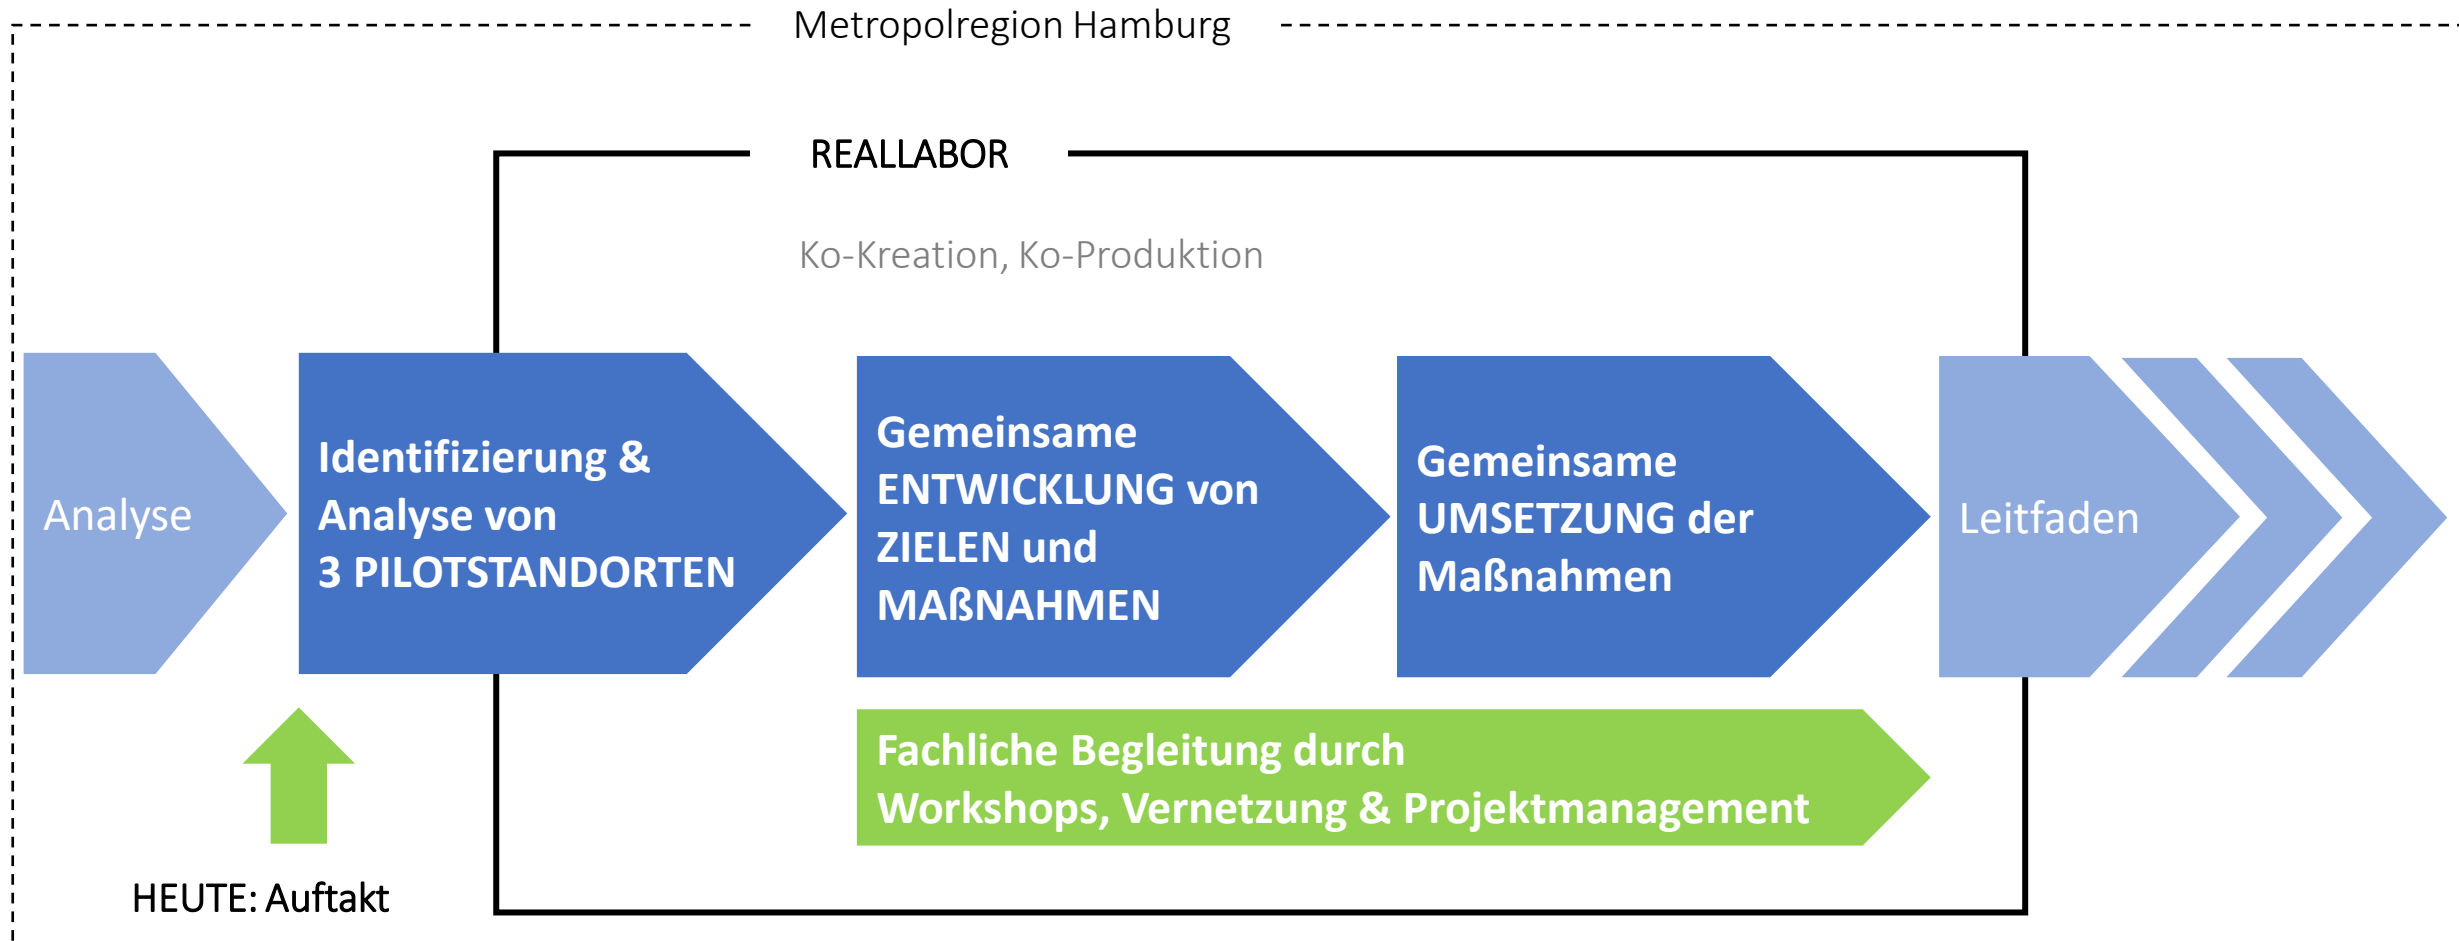 Metropolregion Hamburg
REALLABOR
Ko-Kreation, Ko-Produktion
Analyse
Identifizierung &
Analyse von
3 PILOTSTANDORTEN
Gemeinsame
ENTWICKLUNG von
ZIELEN und
MAßNAHMEN
Gemeinsame
UMSETZUNG der
Maßnahmen
Leitfaden
Fachliche Begleitung durch
Workshops, Vernetzung & Projektmanagement
HEUTE: Auftakt